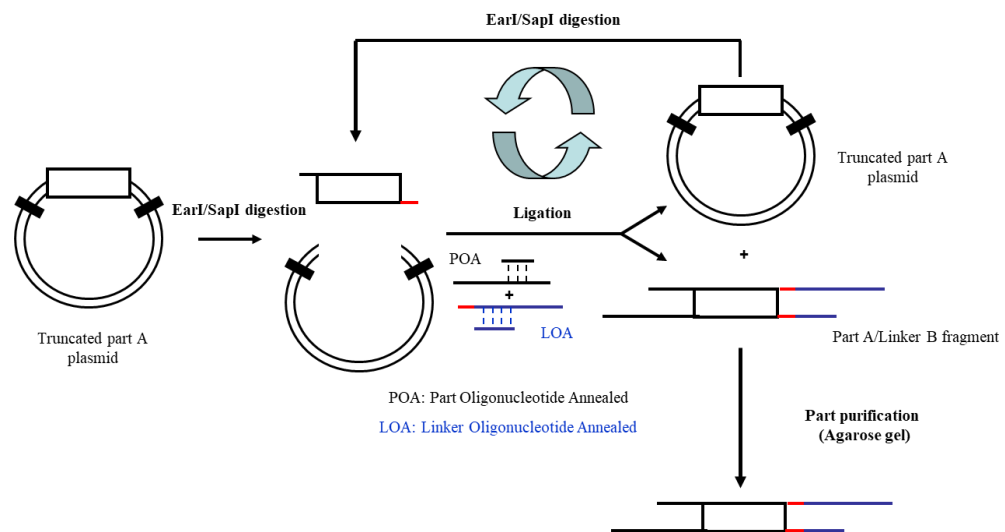 EarI/SapI digestion
Truncated part A
plasmid
EarI/SapI digestion
Ligation
POA
+
LOA
Truncated part A
plasmid
+
Part A/Linker B fragment
POA: Part Oligonucleotide Annealed
LOA: Linker Oligonucleotide Annealed
Part purification
(Agarose gel)